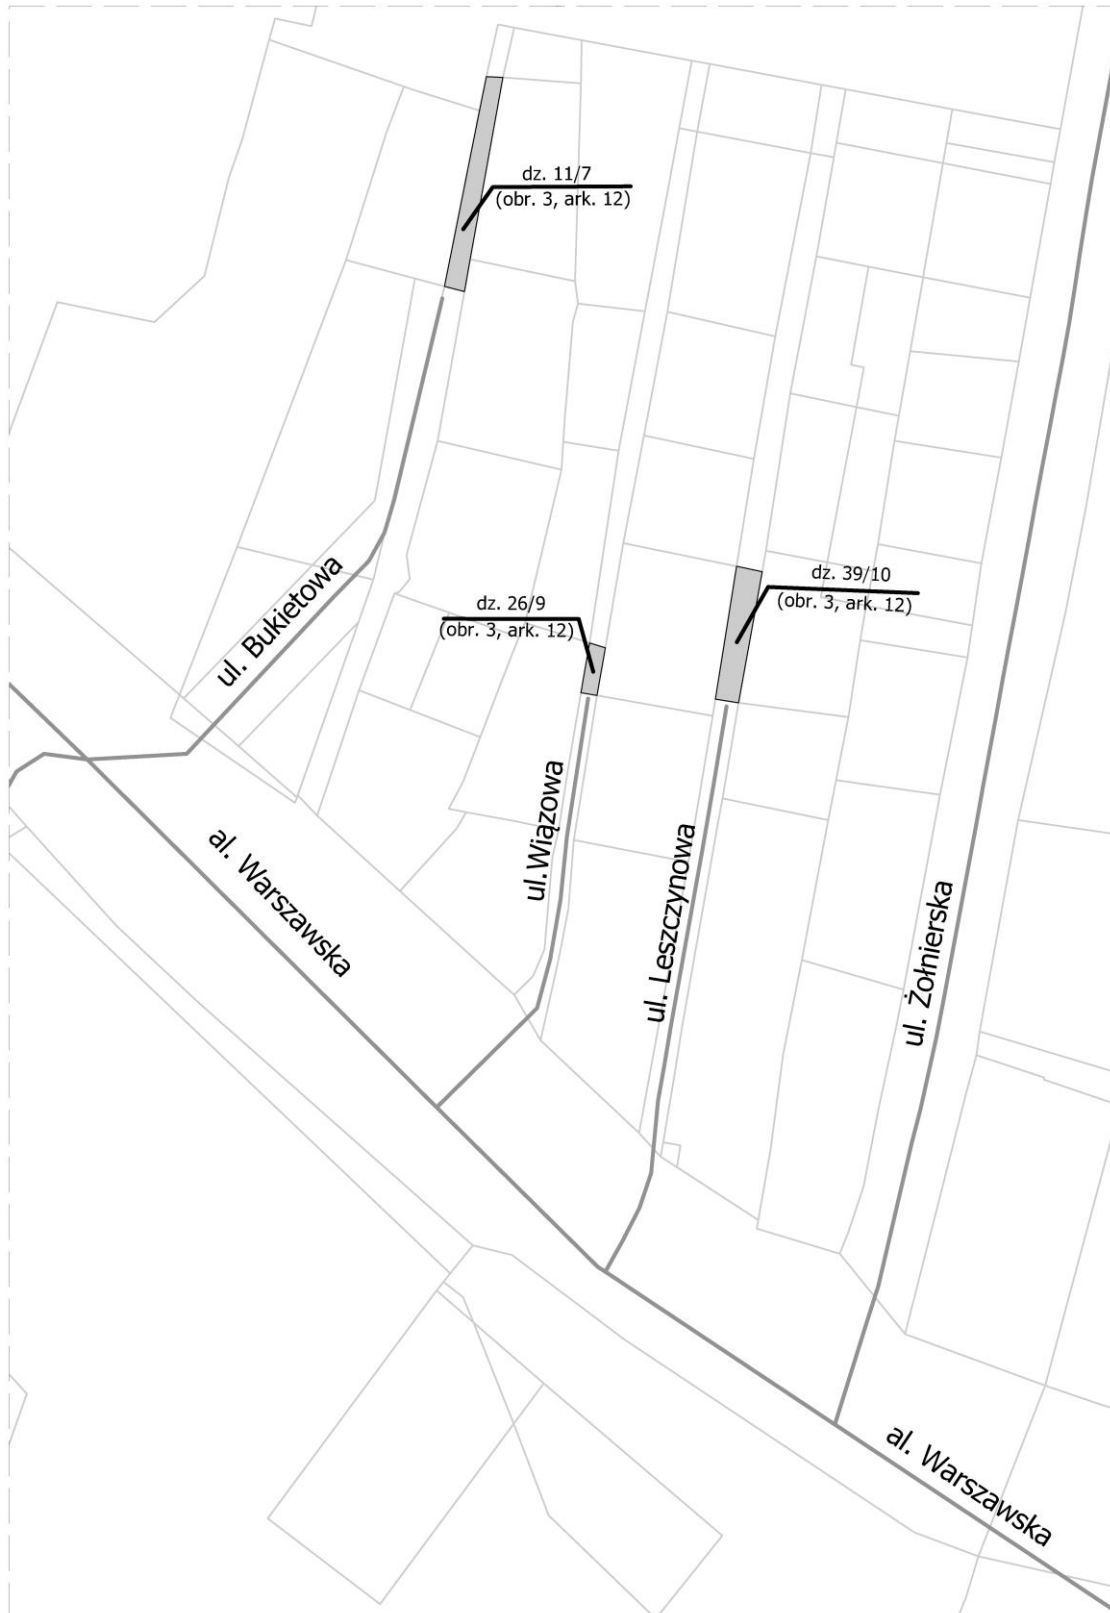 dz. 11/7
(obr. 3, ark. 12)
dz. 39/10
(obr. 3, ark. 12)
dz. 26/9
(obr. 3, ark. 12)
ul. Bukietowa
ul.Wiązowa
ul. Leszczynowa
ul. Żołnierska
al. Warszawska
al. Warszawska